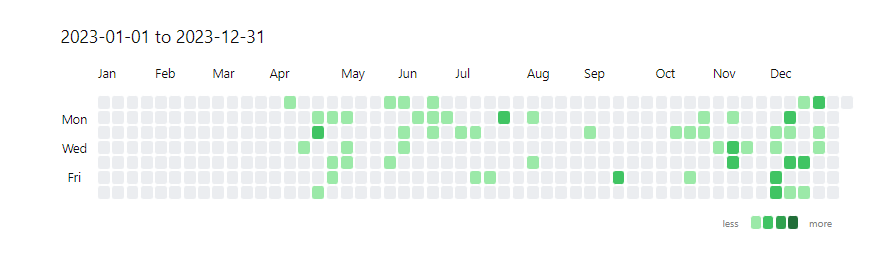 2023-01-01 to 2023-12-31
Jan Feb Mar Apr May Jun Jul Aug Sep Oct Nov Dec
Mon
Wed
Fri
less more